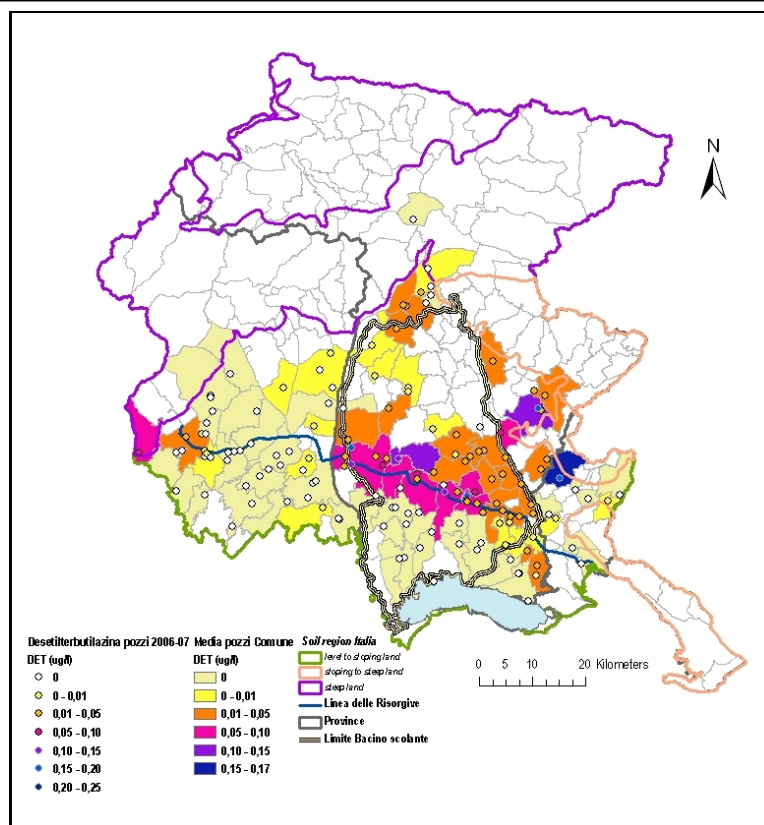 N
Desetilterbutilazina pozzi 2006-07
DET (ug/l)
0
0 - 0,01
0,01 - 0,05
0,05 - 0,10
0,10 - 0,15
0,15 - 0,20
0,20 - 0,25
Media pozzi Comune
DET (ug/l)
0
0 - 0,01
0,01 - 0,05
0,05 - 0,10
0,10 - 0,15
0,15 - 0,17
Soil region Italia
level to sloping land
sloping to steep land
steep land
Linea delle Risorgive
Province
Limite Bacino scolante
0 5 10 20 Kilometers